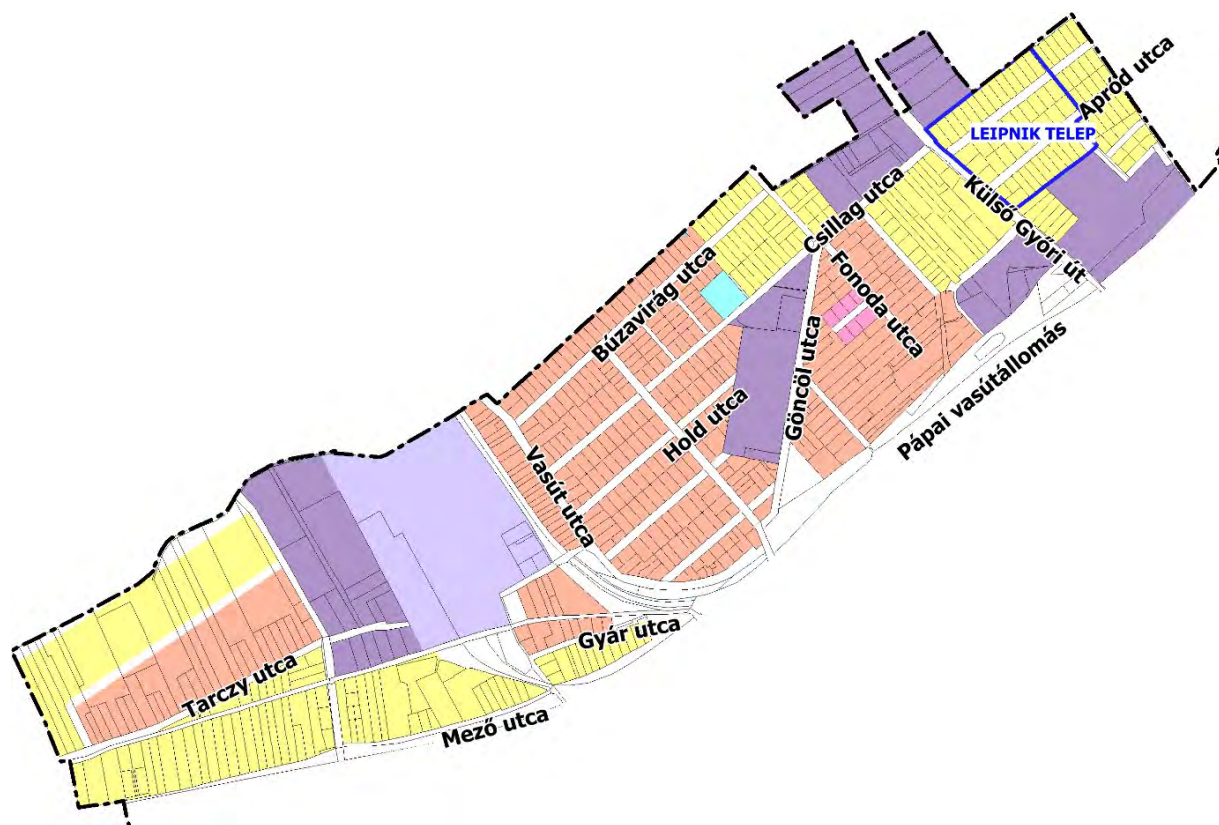 Apród utca
LEIPNIK TELEP
Külső Győri út
Csillag utca
Fonoda utca
Búzavirág utca
Göncöl utca
Pápai vasútállomás
Hold utca
Vasút utca
Gyár utca
Tarczy utca
Mező utca